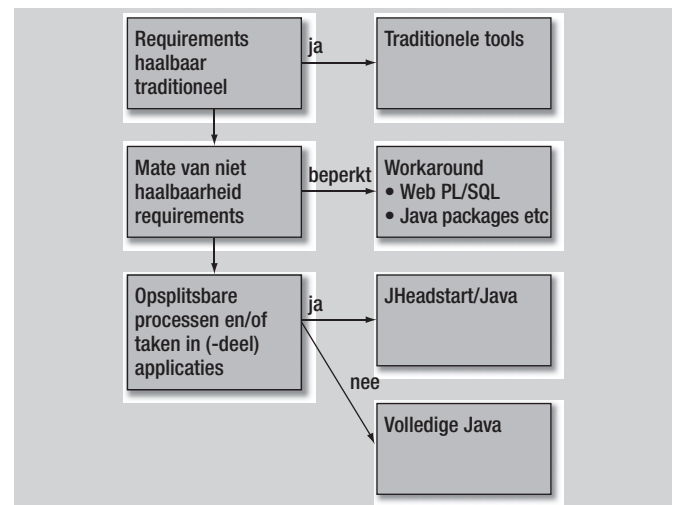 Requirements
haalbaar
traditioneel
ja
Traditionele tools
Mate van niet
haalbaarheid
requirements
beperkt
Workaround
• Web PL/SQL
• Java packages etc
Opsplitsbare
processen en/of
taken in (-deel)
applicaties
ja
JHeadstart/Java
nee
Volledige Java